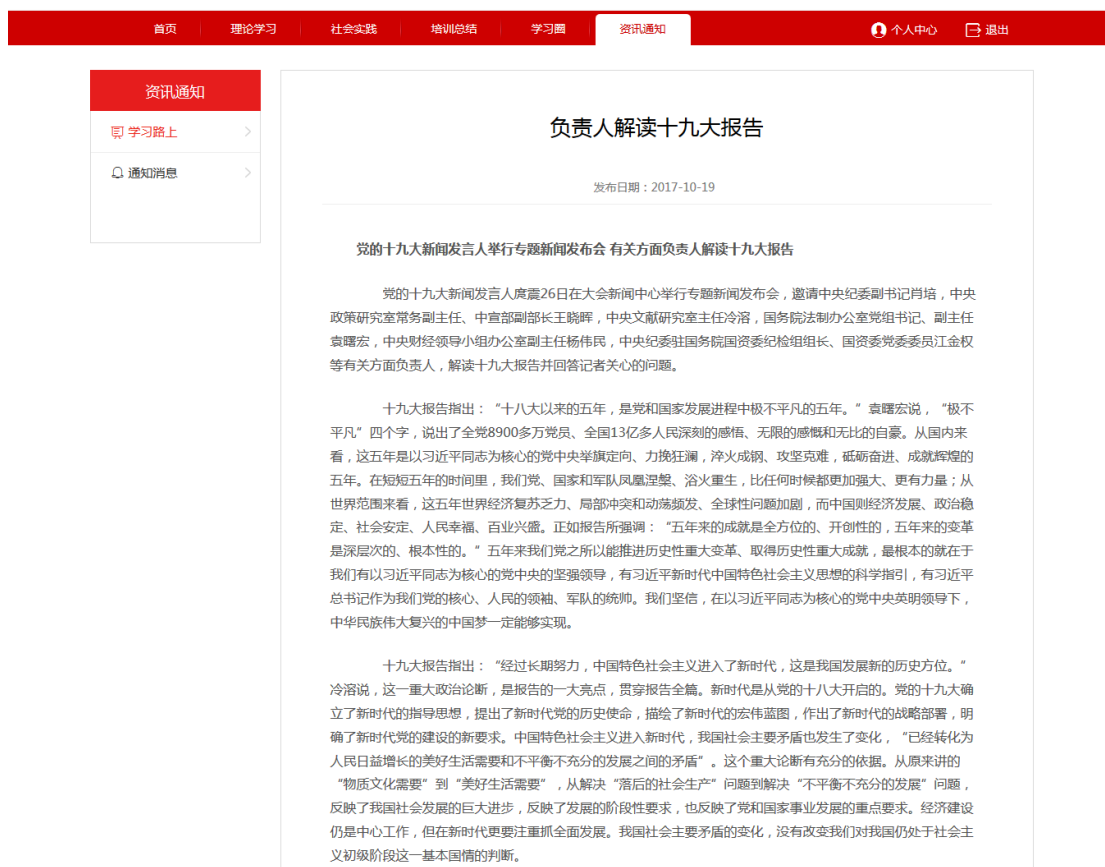 首页 理论学习 社会实践 培训总结 学习圈 资讯通知 个人中心 退出
资讯通知
学习路上
通知消息
负责人解读十九大报告
发布日期：2017-10-19
党的十九大新闻发言人举行专题新闻发布会 有关方面负责人解读十九大报告
党的十九大新闻发言人庹震26日在大会新闻中心举行专题新闻发布会，邀请中央纪委副书记肖培，中央
政策研究室常务副主任、中宣部副部长王晓晖，中央文献研究室主任冷溶，国务院法制办公室党组书记、副主任
袁曙宏，中央财经领导小组办公室副主任杨伟民，中央纪委驻国务院国资委纪检组组长、国资委党委委员江金权
等有关方面负责人，解读十九大报告并回答记者关心的问题。
十九大报告指出：“十八大以来的五年，是党和国家发展进程中极不平凡的五年。”袁曙宏说，“极不
平凡”四个字，说出了全党8900多万党员、全国13亿多人民深刻的感悟、无限的感慨和无比的自豪。从国内来
看，这五年是以习近平同志为核心的党中央举旗定向、力挽狂澜，淬火成钢、攻坚克难，砥砺奋进、成就辉煌的
五年。在短短五年的时间里，我们党、国家和军队凤凰涅槃、浴火重生，比任何时候都更加强大、更有力量；从
世界范围来看，这五年世界经济复苏乏力、局部冲突和动荡频发、全球性问题加剧，而中国则经济发展、政治稳
定、社会安定、人民幸福、百业兴盛。正如报告所强调：“五年来的成就是全方位的、开创性的，五年来的变革
是深层次的、根本性的。”五年来我们党之所以能推进历史性重大变革、取得历史性重大成就，最根本的就在于
我们有以习近平同志为核心的党中央的坚强领导，有习近平新时代中国特色社会主义思想的科学指引，有习近平
总书记作为我们党的核心、人民的领袖、军队的统帅。我们坚信，在以习近平同志为核心的党中央英明领导下，
中华民族伟大复兴的中国梦一定能够实现。
十九大报告指出：“经过长期努力，中国特色社会主义进入了新时代，这是我国发展新的历史方位。”
冷溶说，这一重大政治论断，是报告的一大亮点，贯穿报告全篇。新时代是从党的十八大开启的。党的十九大确
立了新时代的指导思想，提出了新时代党的历史使命，描绘了新时代的宏伟蓝图，作出了新时代的战略部署，明
确了新时代党的建设的新要求。中国特色社会主义进入新时代，我国社会主要矛盾也发生了变化，“已经转化为
人民日益增长的美好生活需要和不平衡不充分的发展之间的矛盾”。这个重大论断有充分的依据。从原来讲的
“物质文化需要”到“美好生活需要”，从解决“落后的社会生产”问题到解决“不平衡不充分的发展”问题，
反映了我国社会发展的巨大进步，反映了发展的阶段性要求，也反映了党和国家事业发展的重点要求。经济建设
仍是中心工作，但在新时代更要注重抓全面发展。我国社会主要矛盾的变化，没有改变我们对我国仍处于社会主
义初级阶段这一基本国情的判断。